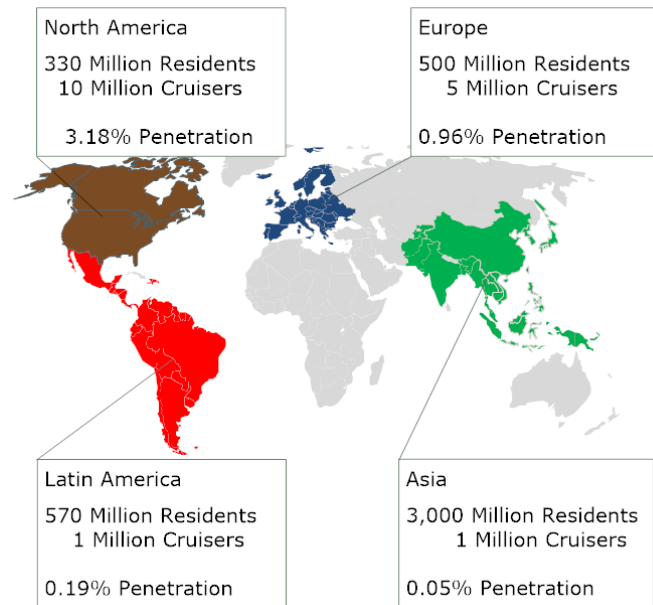 North America
330 Million Residents
10 Million Cruisers
3.18% Penetration
Europe
500 Million Residents
5 Million Cruisers
0.96% Penetration
Latin America
570 Million Residents
1 Million Cruisers
0.19% Penetration
Asia
3,000 Million Residents
1 Million Cruisers
0.05% Penetration